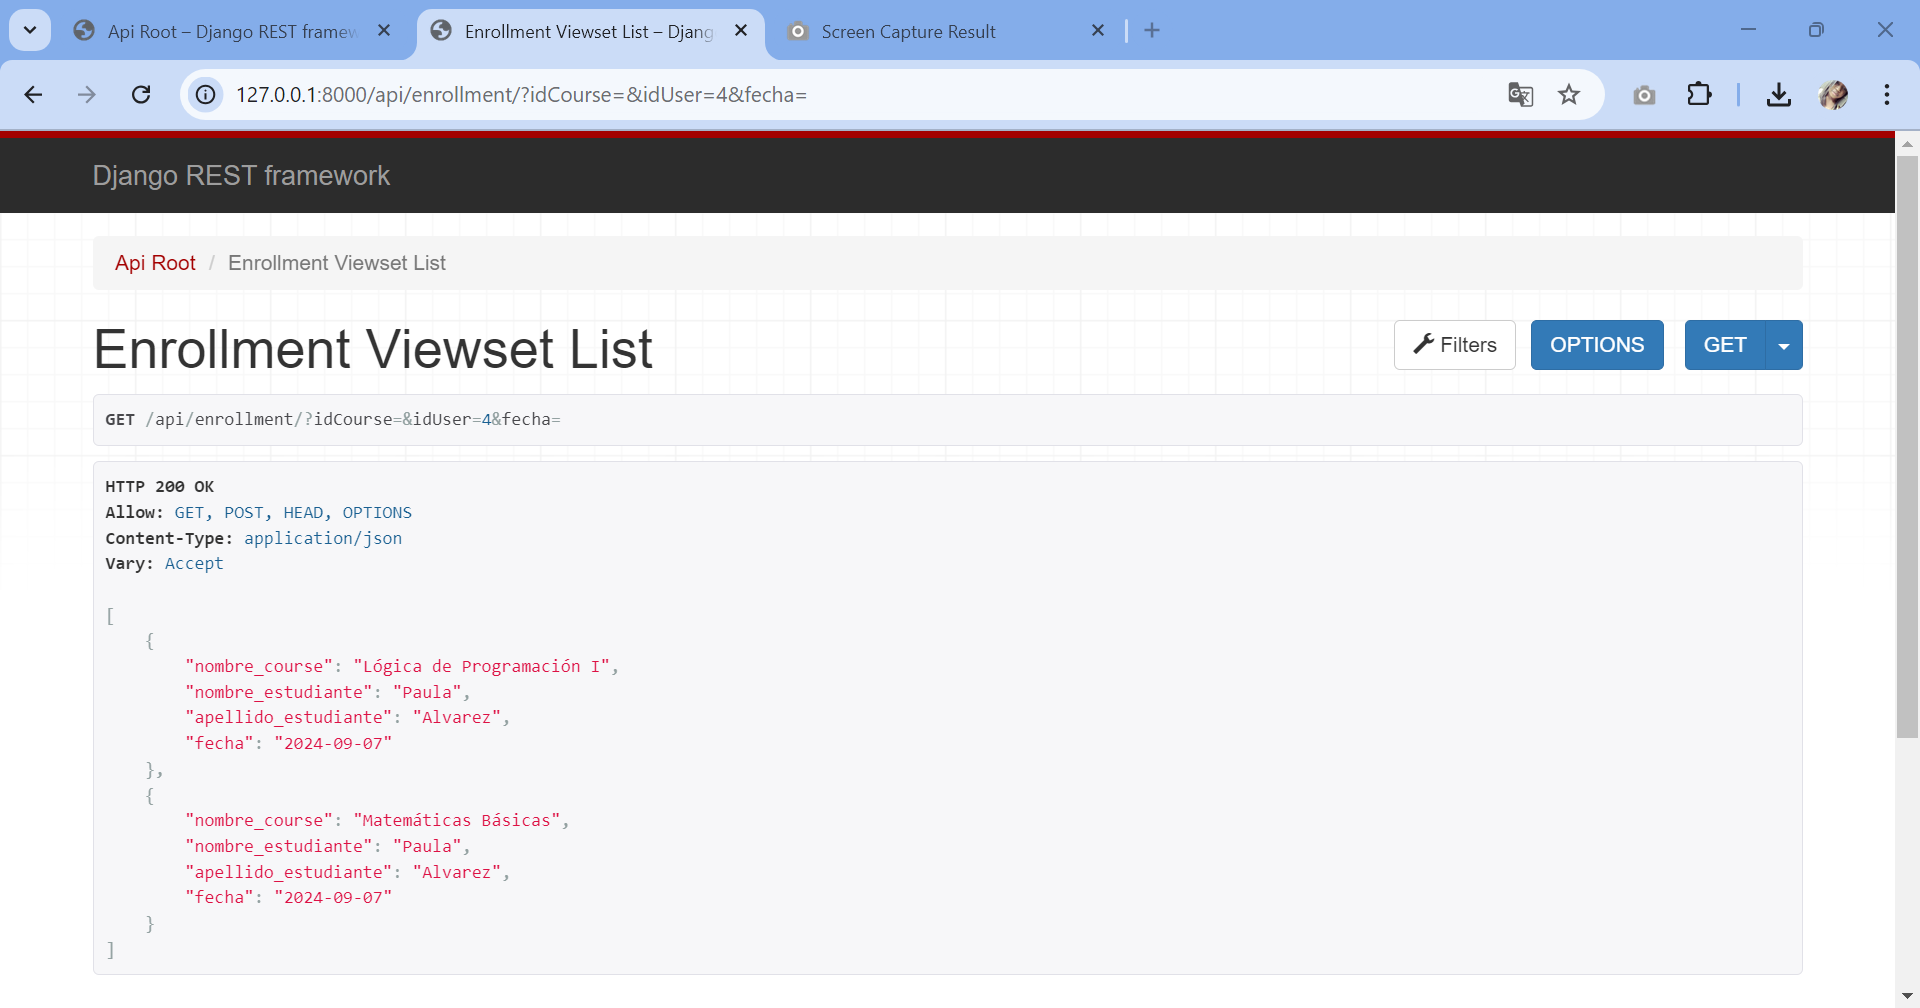 Api Root – Django REST framew
Enrollment Viewset List – Djang
Screen Capture Result
127.0.0.1:8000/api/enrollment/?idCourse=&idUser=4&fecha=
Django REST framework
Api Root / Enrollment Viewset List
Enrollment Viewset List
Filters
OPTIONS
GET
GET /api/enrollment/?idCourse=&idUser=4&fecha=
HTTP 200 OK
Allow: GET, POST, HEAD, OPTIONS
Content-Type: application/json
Vary: Accept
[
    {
        "nombre_course": "Lógica de Programación I",
        "nombre_estudiante": "Paula",
        "apellido_estudiante": "Alvarez",
        "fecha": "2024-09-07"
    },
    {
        "nombre_course": "Matemáticas Básicas",
        "nombre_estudiante": "Paula",
        "apellido_estudiante": "Alvarez",
        "fecha": "2024-09-07"
    }
]